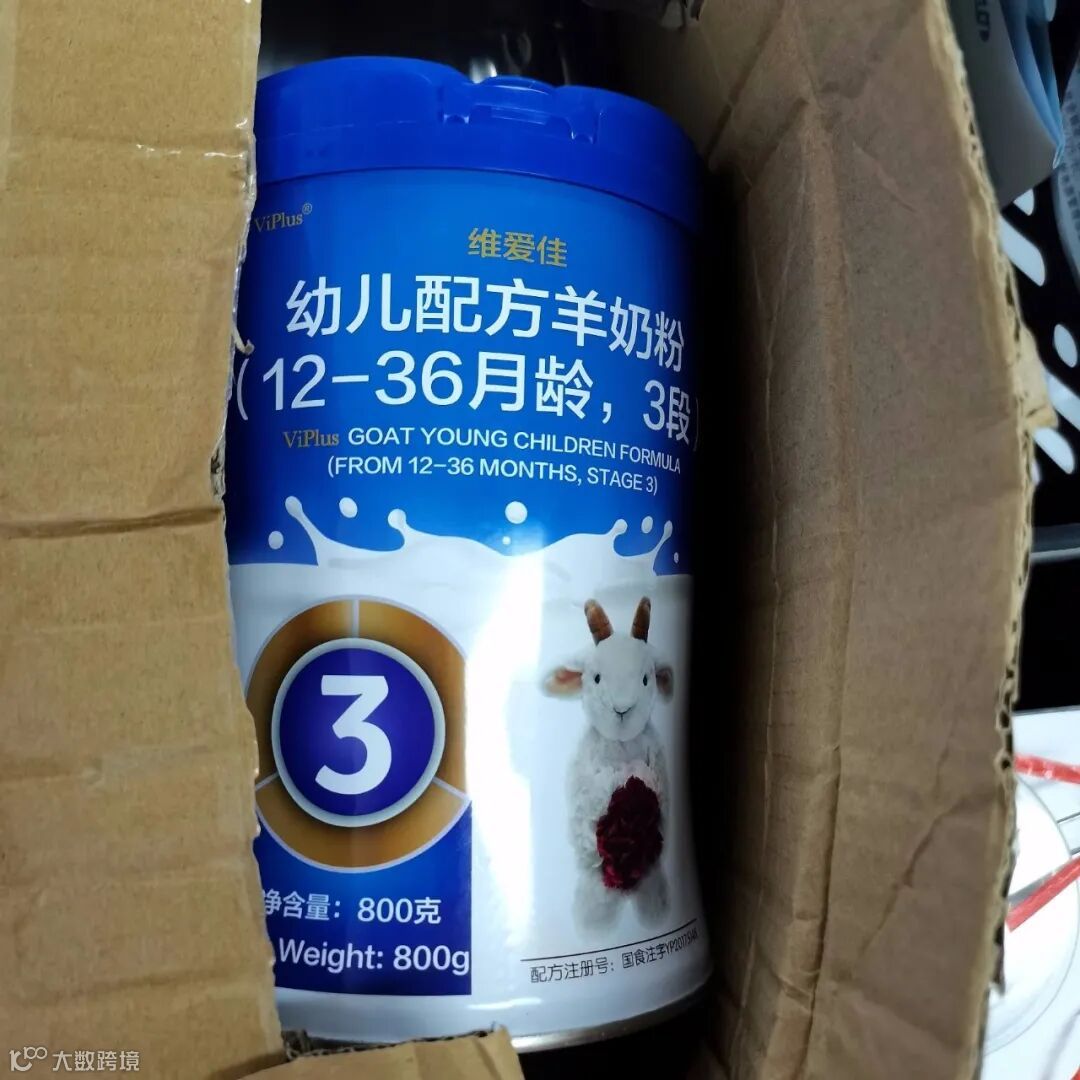 ViPlus®
维爱佳
幼儿配方羊奶粉
(12-36月龄，3段)
ViPlus GOAT YOUNG CHILDREN FORMULA
(FROM 12-36 MONTHS, STAGE 3)
3
净含量：800克
Weight: 800g
配方注册号：国食注字
大数跨境